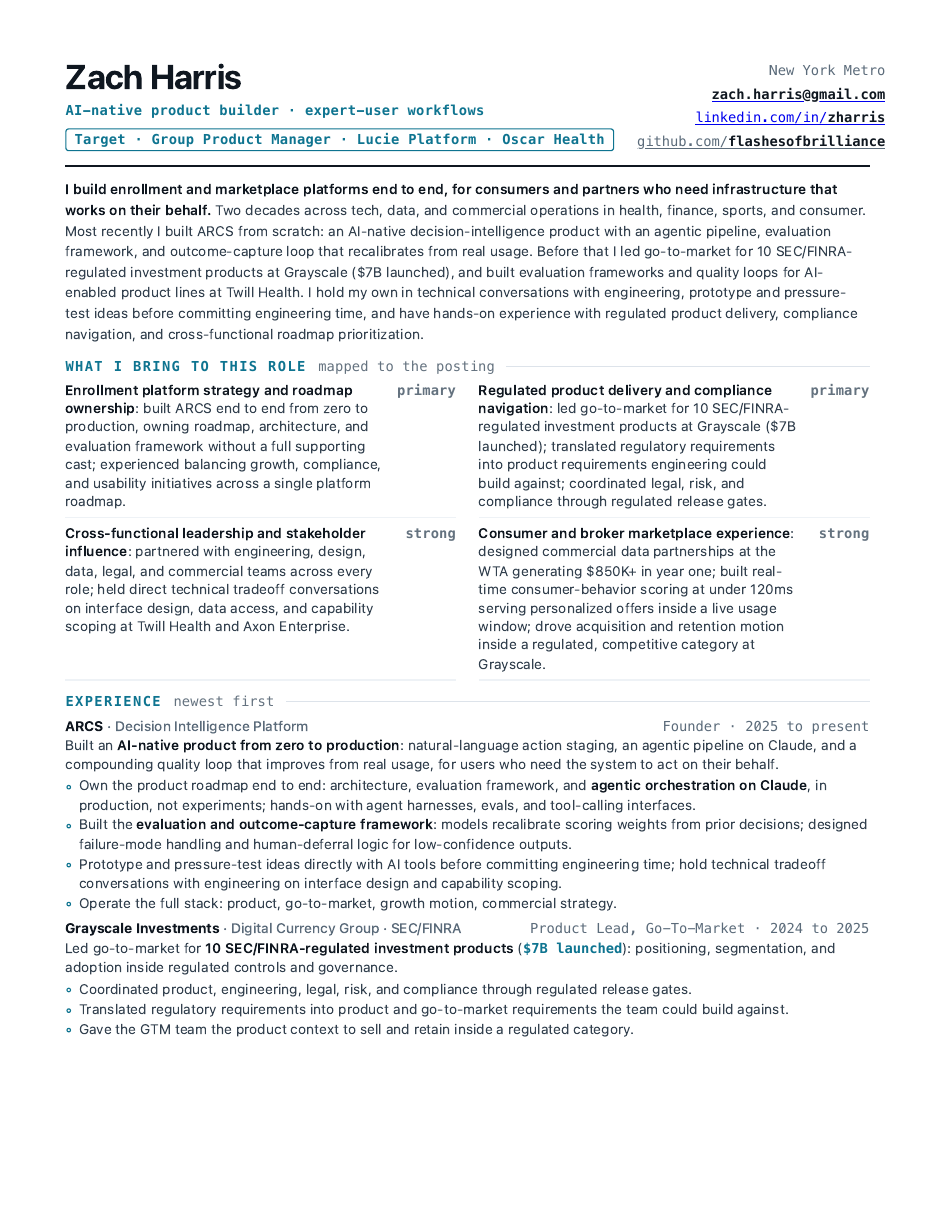 Zach Harris
AI-native product builder · expert-user workflows
Target · Group Product Manager · Lucie Platform · Oscar Health
New York Metro
zach.harris@gmail.com
linkedin.com/in/zharris
github.com/flashesofbrilliance
I build enrollment and marketplace platforms end to end, for consumers and partners who need infrastructure that
works on their behalf. Two decades across tech, data, and commercial operations in health, finance, sports, and consumer.
Most recently I built ARCS from scratch: an AI-native decision-intelligence product with an agentic pipeline, evaluation
framework, and outcome-capture loop that recalibrates from real usage. Before that I led go-to-market for 10 SEC/FINRA-
regulated investment products at Grayscale ($7B launched), and built evaluation frameworks and quality loops for AI-
enabled product lines at Twill Health. I hold my own in technical conversations with engineering, prototype and pressure-
test ideas before committing engineering time, and have hands-on experience with regulated product delivery, compliance
navigation, and cross-functional roadmap prioritization.
WHAT I BRING TO THIS ROLE mapped to the posting
Enrollment platform strategy and roadmap
ownership: built ARCS end to end from zero to
production, owning roadmap, architecture, and
evaluation framework without a full supporting
cast; experienced balancing growth, compliance,
and usability initiatives across a single platform
roadmap.
primary
Regulated product delivery and compliance
navigation: led go-to-market for 10 SEC/FINRA-
regulated investment products at Grayscale ($7B
launched); translated regulatory requirements
into product requirements engineering could
build against; coordinated legal, risk, and
compliance through regulated release gates.
primary
Cross-functional leadership and stakeholder
influence: partnered with engineering, design,
data, legal, and commercial teams across every
role; held direct technical tradeoff conversations
on interface design, data access, and capability
scoping at Twill Health and Axon Enterprise.
strong
Consumer and broker marketplace experience:
designed commercial data partnerships at the
WTA generating $850K+ in year one; built real-
time consumer-behavior scoring at under 120ms
serving personalized offers inside a live usage
window; drove acquisition and retention motion
inside a regulated, competitive category at
Grayscale.
strong
EXPERIENCE newest first
ARCS · Decision Intelligence Platform
Founder · 2025 to present
Built an AI-native product from zero to production: natural-language action staging, an agentic pipeline on Claude, and a
compounding quality loop that improves from real usage, for users who need the system to act on their behalf.
Own the product roadmap end to end: architecture, evaluation framework, and agentic orchestration on Claude, in
production, not experiments; hands-on with agent harnesses, evals, and tool-calling interfaces.
Built the evaluation and outcome-capture framework: models recalibrate scoring weights from prior decisions; designed
failure-mode handling and human-deferral logic for low-confidence outputs.
Prototype and pressure-test ideas directly with AI tools before committing engineering time; hold technical tradeoff
conversations with engineering on interface design and capability scoping.
Operate the full stack: product, go-to-market, growth motion, commercial strategy.
Grayscale Investments · Digital Currency Group · SEC/FINRA
Product Lead, Go-To-Market · 2024 to 2025
Led go-to-market for 10 SEC/FINRA-regulated investment products ($7B launched): positioning, segmentation, and
adoption inside regulated controls and governance.
Coordinated product, engineering, legal, risk, and compliance through regulated release gates.
Translated regulatory requirements into product and go-to-market requirements the team could build against.
Gave the GTM team the product context to sell and retain inside a regulated category.